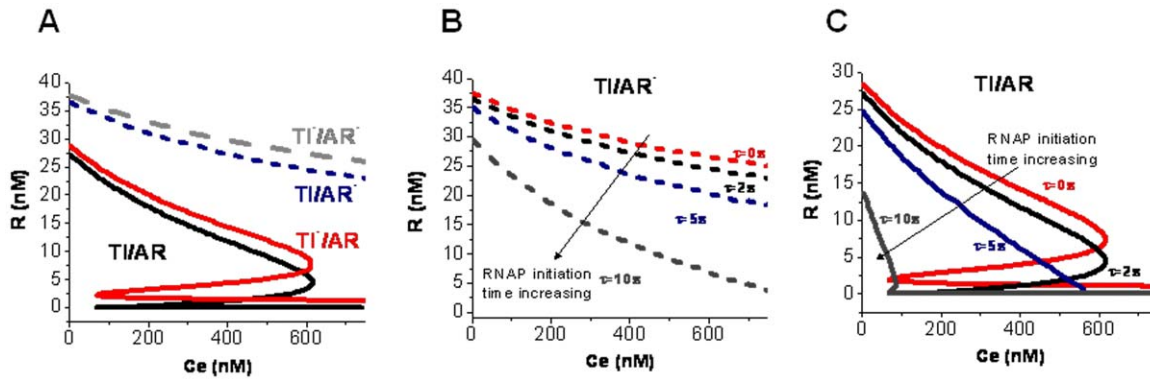 A
R (nM)
40
35
30
25
20
15
10
5
0
TI⁻/AR⁻
TI/AR⁻
TI/AR
TI⁻/AR
0
200
400
600
Ce (nM)
B
R (nM)
40
35
30
25
20
15
10
5
0
TI/AR⁻
τ=0s
τ=2s
τ=5s
RNAP initiation
time increasing
τ=10s
0
200
400
600
Ce (nM)
C
R (nM)
30
25
20
15
10
5
0
TI/AR
RNAP initiation
time increasing
τ=0s
τ=10s
τ=5s
τ=2s
0
200
400
600
Ce (nM)